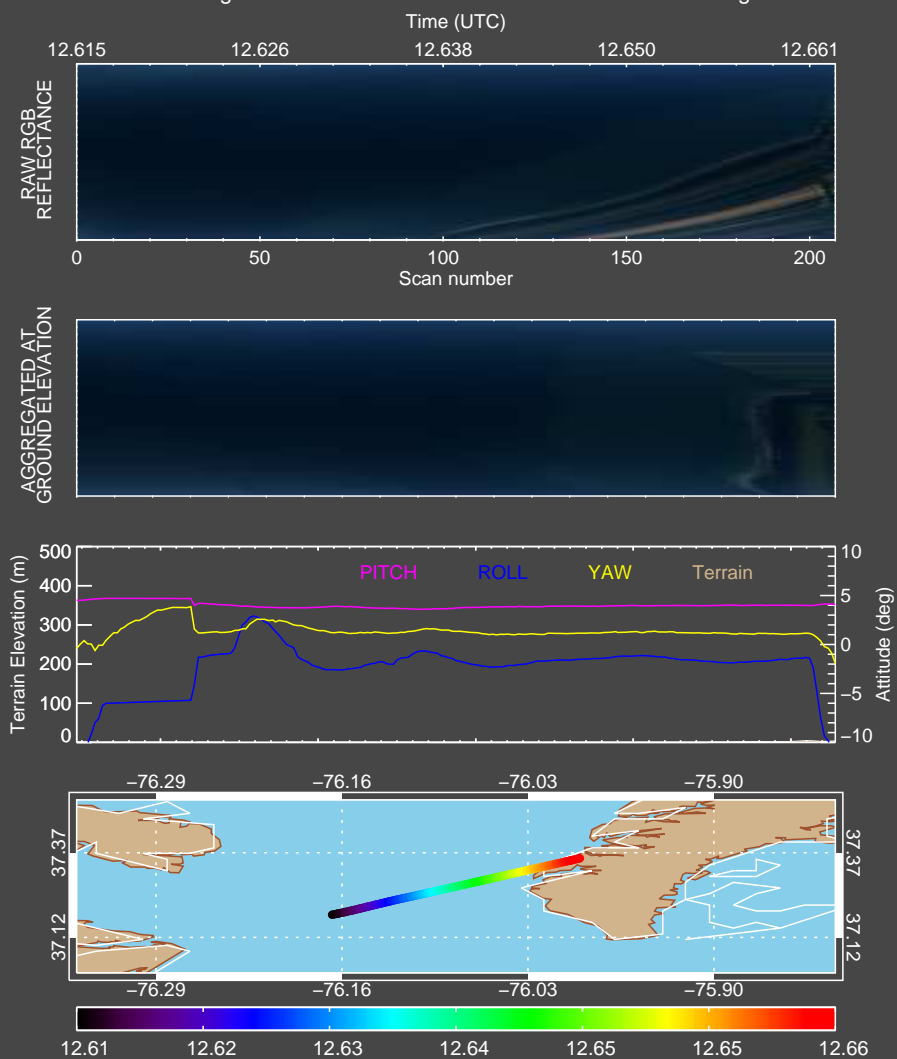 Time (UTC)
12.615 12.626 12.638 12.650 12.661
RAW RGB
REFLECTANCE
0 50 100 150 200
Scan number
AGGREGATED AT
GROUND ELEVATION
Terrain Elevation (m)
500
400
300
200
100
0
PITCH ROLL YAW Terrain
10
5
0
−5
−10
Attitude (deg)
−76.29 −76.16 −76.03 −75.90
37.37 37.37
37.12 37.12
−76.29 −76.16 −76.03 −75.90
12.61 12.62 12.63 12.64 12.65 12.65 12.66